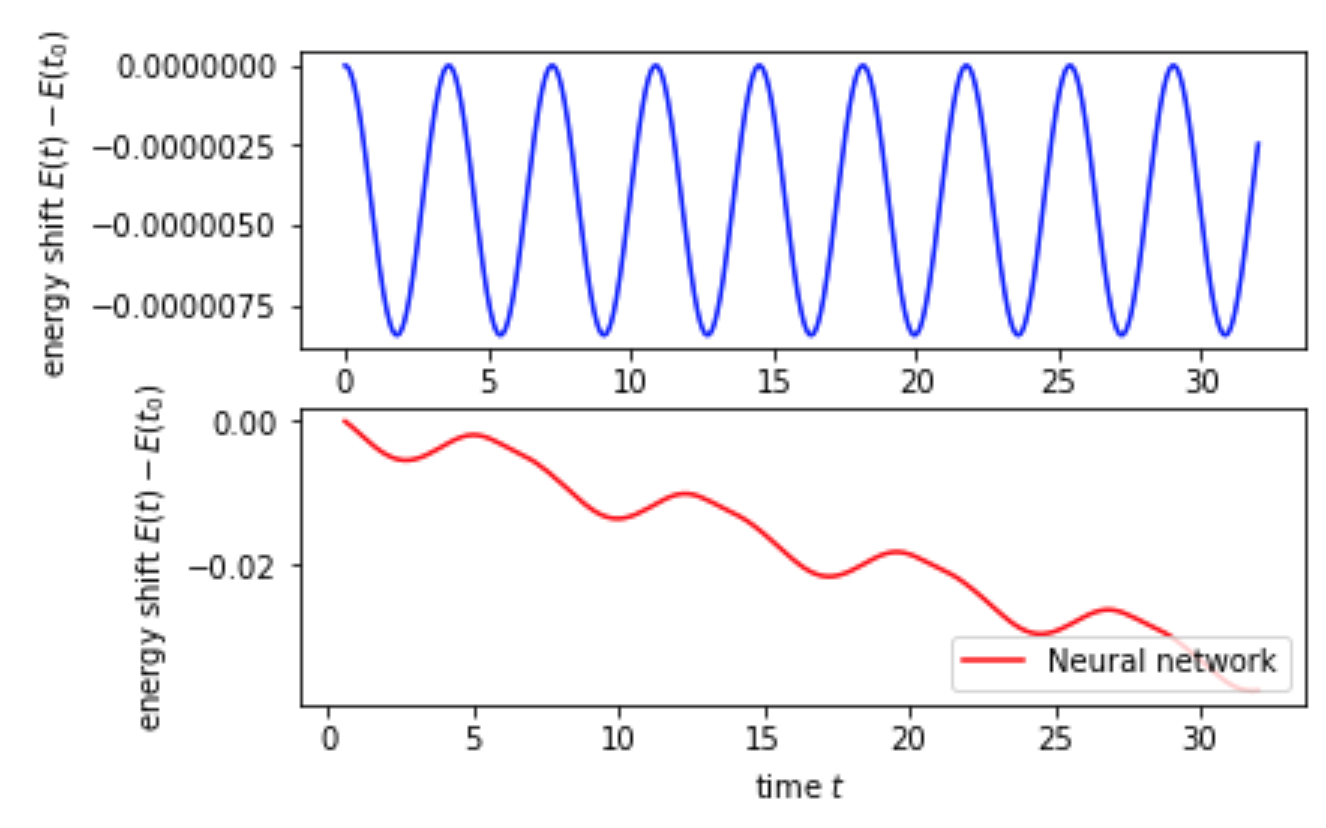 energy shift E(t) − E(t₀)
0.0000000
−0.0000025
−0.0000050
−0.0000075
0 5 10 15 20 25 30
energy shift E(t) − E(t₀)
0.00
−0.02
Neural network
0 5 10 15 20 25 30
time t